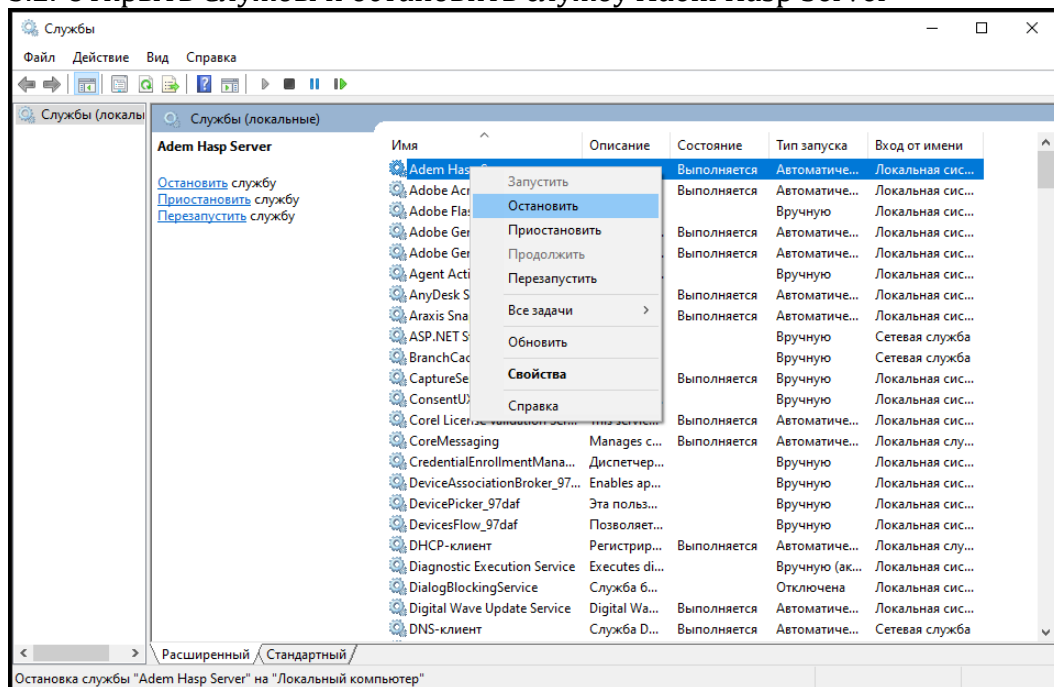 Службы
Файл Действие Вид Справка
Службы (локалы
Службы (локальные)
Adem Hasp Server
Остановить службу
Приостановить службу
Перезапустить службу
Имя Описание Состояние Тип запуска Вход от имени
Adem Has Выполняется Автоматиче... Локальная сис...
Adobe Acr Выполняется Автоматиче... Локальная сис...
Adobe Fla Вручную Локальная сис...
Adobe Ger Выполняется Автоматиче... Локальная сис...
Adobe Ger Выполняется Автоматиче... Локальная сис...
Agent Acti Вручную Локальная сис...
AnyDesk S Выполняется Автоматиче... Локальная сис...
Araxis Sna Выполняется Автоматиче... Локальная сис...
ASP.NET S Вручную Сетевая служба
BranchCac Вручную Сетевая служба
CaptureSe Выполняется Вручную Локальная сис...
ConsentU Вручную Локальная сис...
Corel License Validation Ser... This servic... Выполняется Автоматиче... Локальная сис...
CoreMessaging Manages c... Выполняется Автоматиче... Локальная слу...
CredentialEnrollmentMana... Диспетчер... Вручную Локальная сис...
DeviceAssociationBroker_97... Enables ap... Вручную Локальная сис...
DevicePicker_97daf Эта польз... Вручную Локальная сис...
DevicesFlow_97daf Позволяет... Вручную Локальная сис...
DHCP-клиент Регистрир... Выполняется Автоматиче... Локальная слу...
Diagnostic Execution Service Executes di... Вручную (ак... Локальная сис...
DialogBlockingService Служба б... Отключена Локальная сис...
Digital Wave Update Service Digital Wa... Выполняется Автоматиче... Локальная сис...
DNS-клиент Служба D... Выполняется Автоматиче... Сетевая служба
Запустить
Остановить
Приостановить
Продолжить
Перезапустить
Все задачи
Обновить
Свойства
Справка
Расширенный Стандартный
Остановка службы "Adem Hasp Server" на "Локальный компьютер"